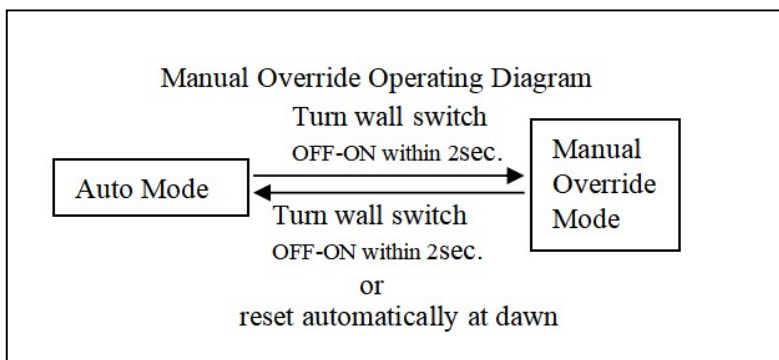 Manual Override Operating Diagram
Turn wall switch
OFF-ON within 2sec.
Auto Mode
Manual
Override
Mode
Turn wall switch
OFF-ON within 2sec.
or
reset automatically at dawn